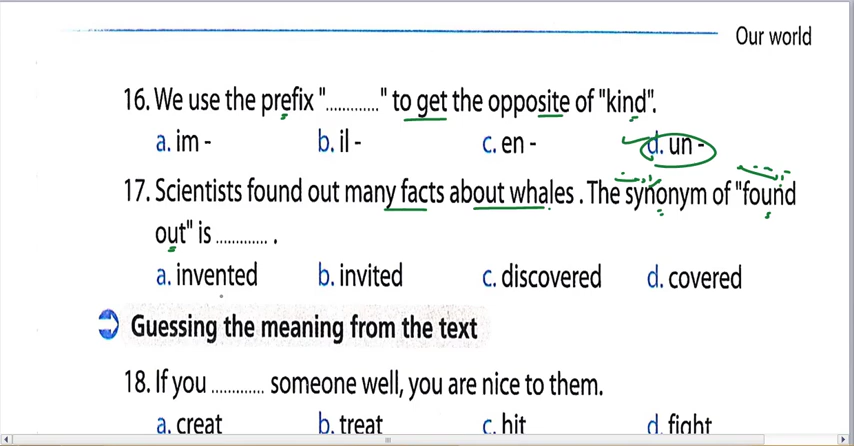 Our world
16. We use the prefix "............" to get the opposite of "kind".
a. im - b. il - c. en - d. un -
17. Scientists found out many facts about whales . The synonym of "found
out" is ............ .
a. invented b. invited c. discovered d. covered
Guessing the meaning from the text
18. If you ............ someone well, you are nice to them.
a. creat b. treat c. hit d. fight